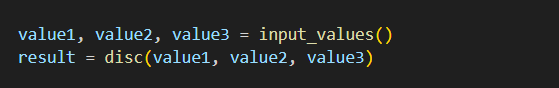 value1, value2, value3 = input_values()
result = disc(value1, value2, value3)